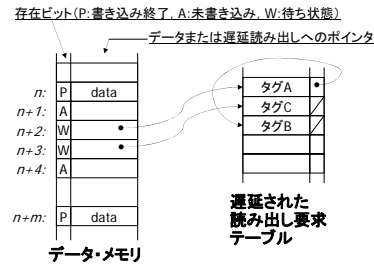 存在ビット(P:書き込み終了, A:未書き込み, W:待ち状態)
データまたは遅延読み出しへのポインタ
n: P data
n+1: A
n+2: W
n+3: W
n+4: A
n+m: P data
データ・メモリ
タグA
タグC
タグB
遅延された
読み出し要求
テーブル